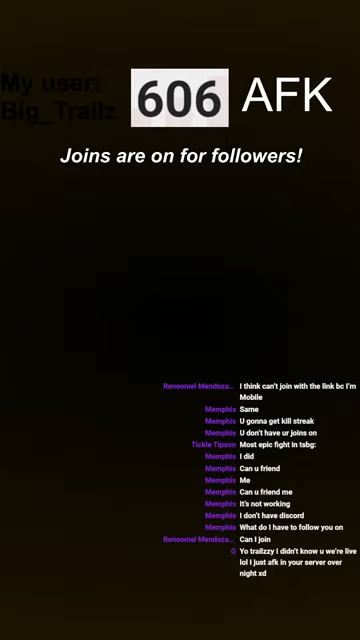 My user:
Big_Trailz
606
AFK
Joins are on for followers!
Reneoniel Mendoza... I think can't join with the link bc I'm
Mobile
Memphis Same
Memphis U gonna get kill streak
Memphis U don't have ur joins on
Tickle Tipson Most epic fight in tsbg:
Memphis I did
Memphis Can u friend
Memphis Me
Memphis Can u friend me
Memphis It's not working
Memphis I don't have discord
Memphis What do I have to follow you on
Reneoniel Mendoza... Can I join
O Yo trailzzy I didn't know u we're live
lol I just afk in your server over
night xd